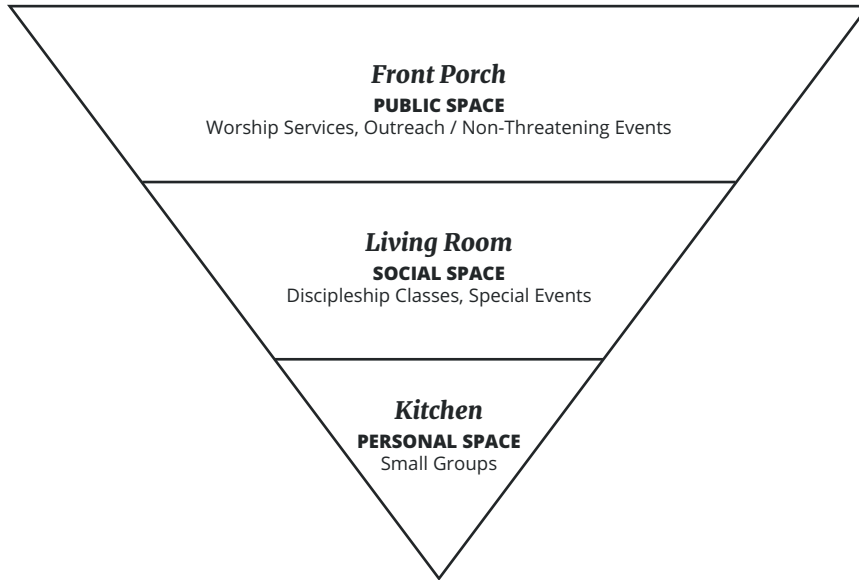 Front Porch
PUBLIC SPACE
Worship Services, Outreach / Non-Threatening Events
Living Room
SOCIAL SPACE
Discipleship Classes, Special Events
Kitchen
PERSONAL SPACE
Small Groups